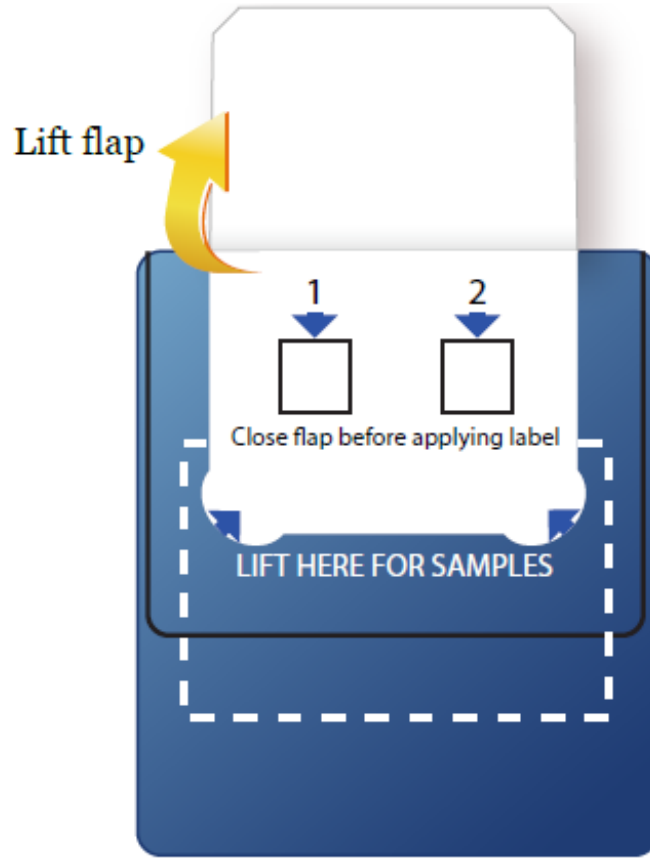 Lift flap
1 2
Close flap before applying label
LIFT HERE FOR SAMPLES